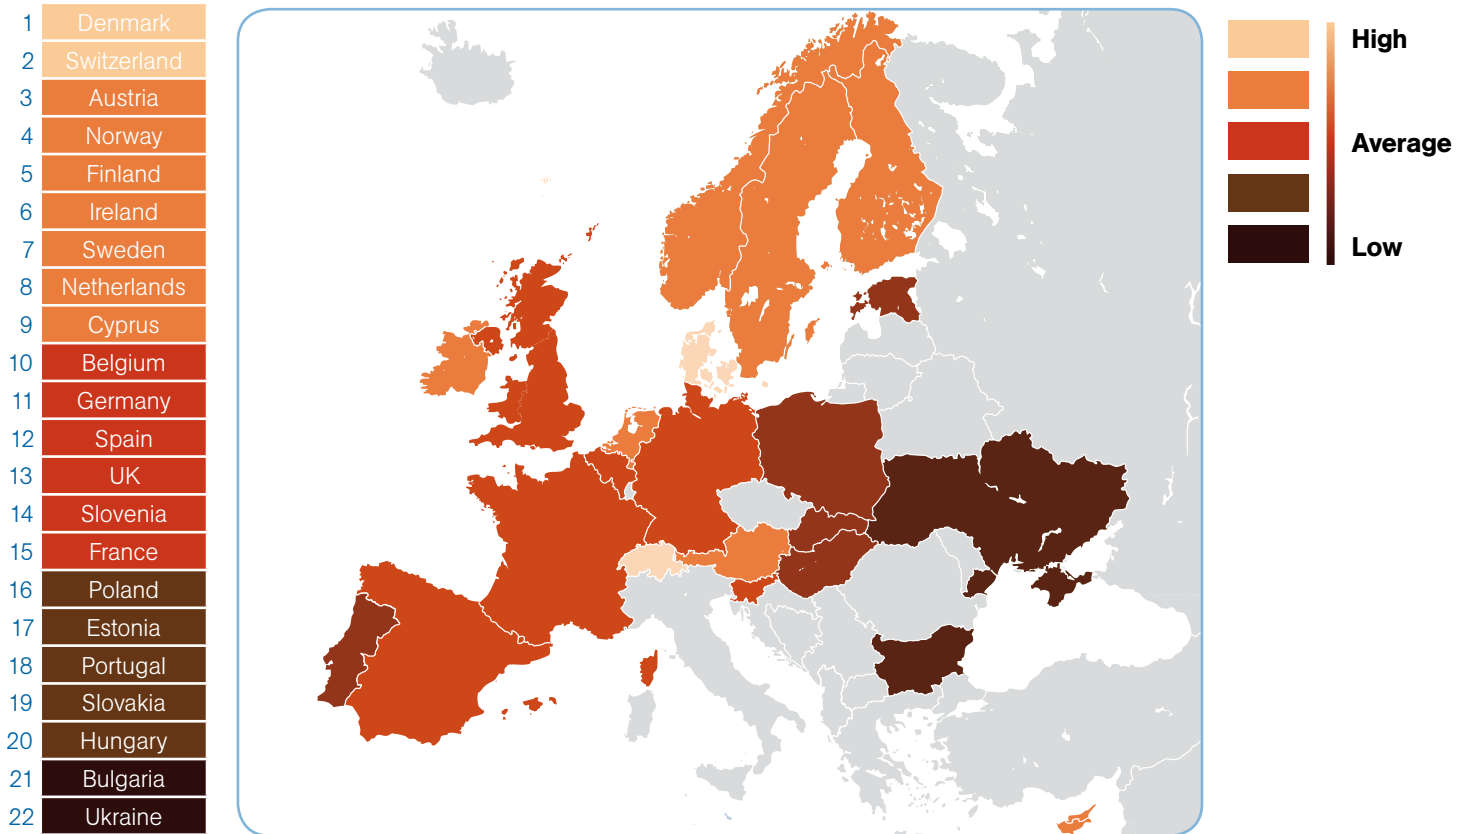 1 Denmark
2 Switzerland
3 Austria
4 Norway
5 Finland
6 Ireland
7 Sweden
8 Netherlands
9 Cyprus
10 Belgium
11 Germany
12 Spain
13 UK
14 Slovenia
15 France
16 Poland
17 Estonia
18 Portugal
19 Slovakia
20 Hungary
21 Bulgaria
22 Ukraine
High
Average
Low